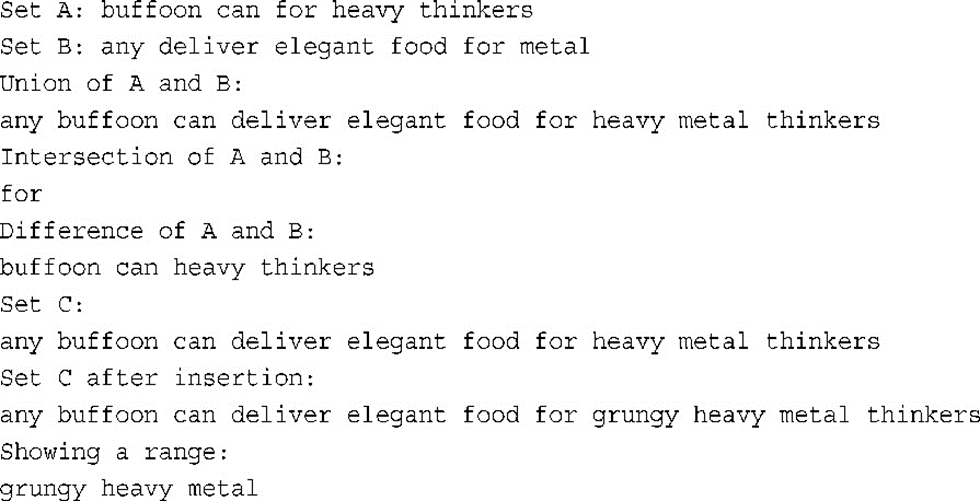 Set A: buffoon can for heavy thinkers
Set B: any deliver elegant food for metal
Union of A and B:
any buffoon can deliver elegant food for heavy metal thinkers
Intersection of A and B:
for
Difference of A and B:
buffoon can heavy thinkers
Set C:
any buffoon can deliver elegant food for heavy metal thinkers
Set C after insertion:
any buffoon can deliver elegant food for grungy heavy metal thinkers
Showing a range:
grungy heavy metal